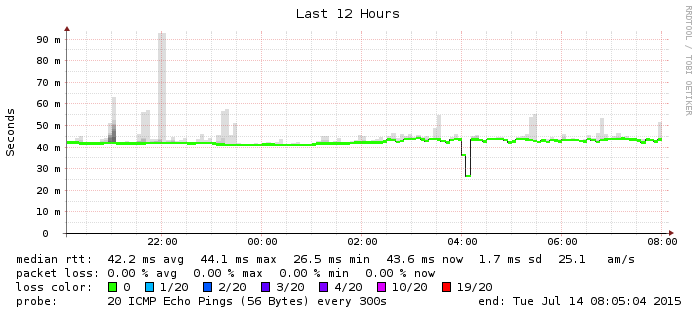 Last 12 Hours
RRDTOOL / TOBI OETIKER
Seconds
90 m
80 m
70 m
60 m
50 m
40 m
30 m
20 m
10 m
0
22:00 00:00 02:00 04:00 06:00 08:00
median rtt: 42.2 ms avg 44.1 ms max 26.5 ms min 43.6 ms now 1.7 ms sd 25.1 am/s
packet loss: 0.00 % avg 0.00 % max 0.00 % min 0.00 % now
loss color: 0 1/20 2/20 3/20 4/20 10/20 19/20
probe: 20 ICMP Echo Pings (56 Bytes) every 300s end: Tue Jul 14 08:05:04 2015